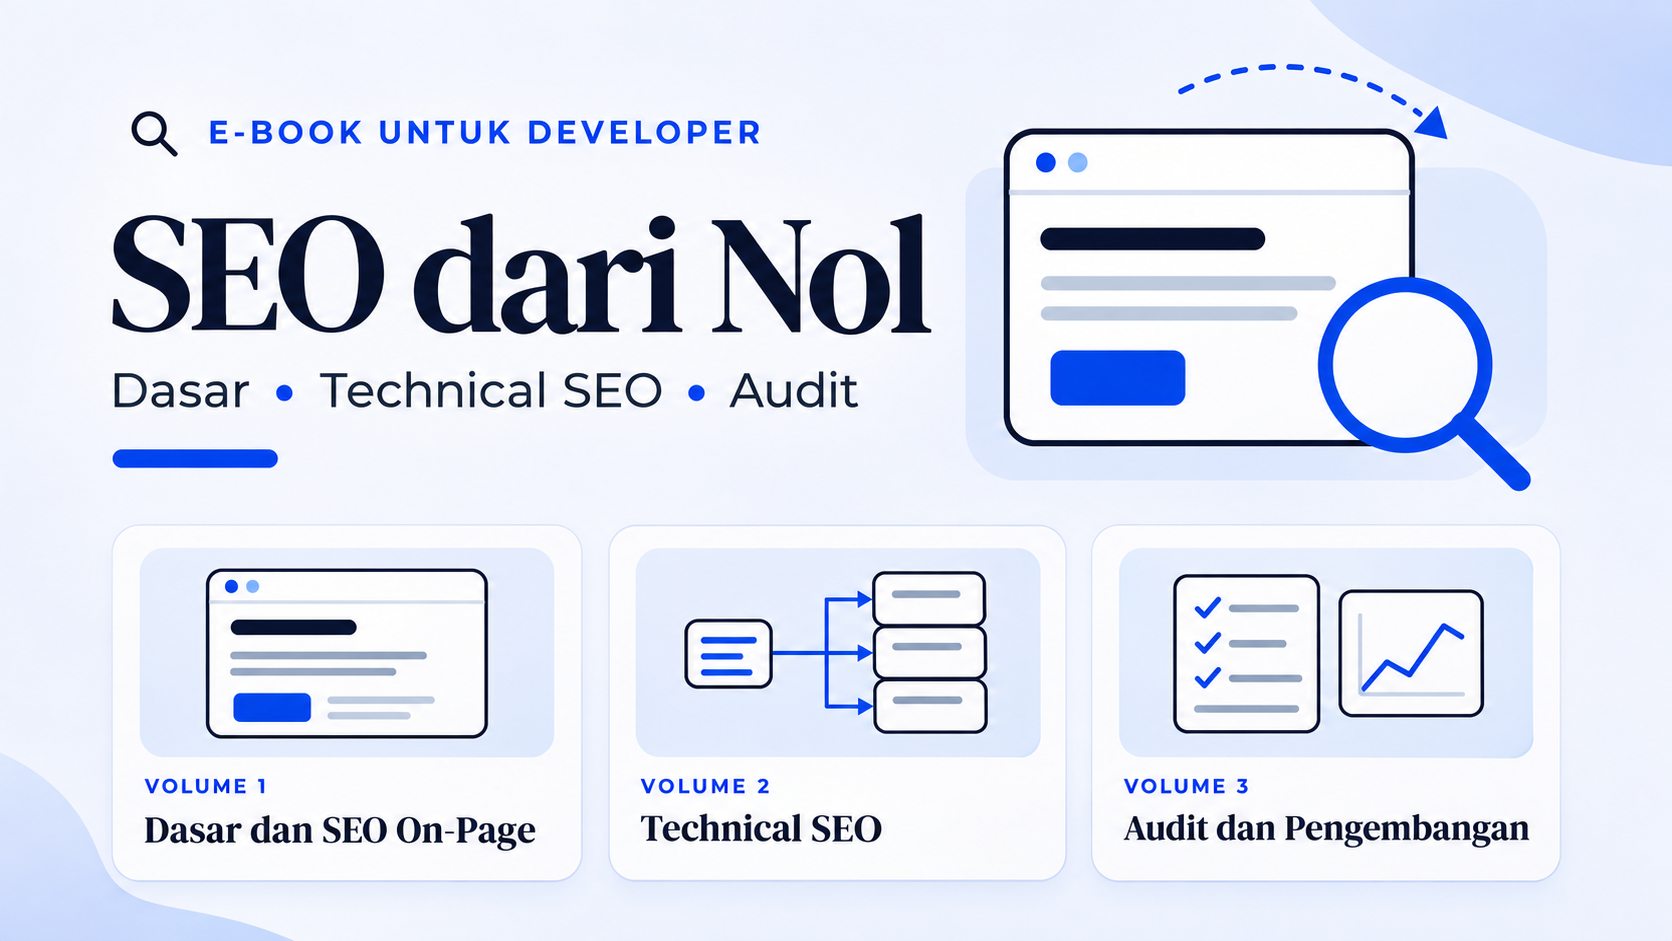 E-BOOK UNTUK DEVELOPER
SEO dari Nol
Dasar • Technical SEO • Audit
VOLUME 1
Dasar dan SEO On-Page
VOLUME 2
Technical SEO
VOLUME 3
Audit dan Pengembangan